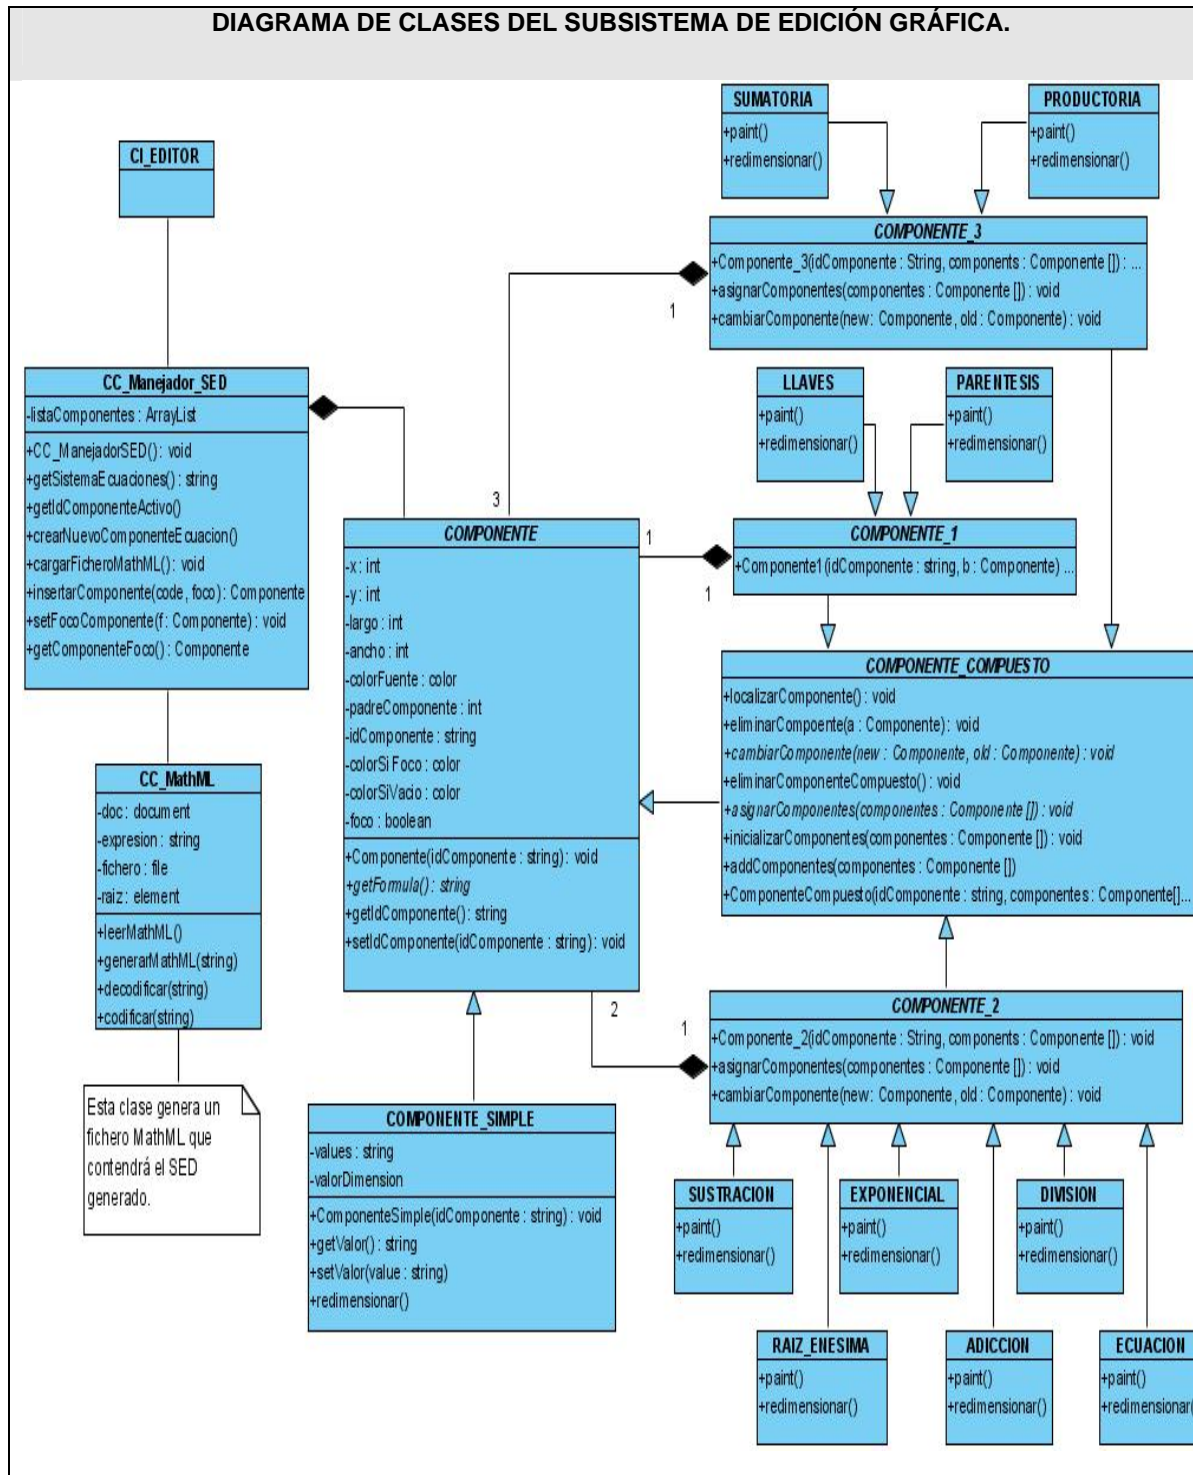 DIAGRAMA DE CLASES DEL SUBSISTEMA DE EDICIÓN GRÁFICA.
SUMATORIA
+paint()
+redimensionar()
PRODUCTORIA
+paint()
+redimensionar()
CI_EDITOR
COMPONENTE_3
+Componente_3(idComponente : String, components : Component []) : ...
+asignarComponentes(componentes : Componente []) : void
+cambiarComponente(new: Componente, old : Componente) : void
1
3
CC_Manejador_SED
-listaComponentes : ArrayList
+CC_ManejadorSED() : void
+getSistemaEcuaciones() : string
+getIdComponenteActivo()
+crearNuevoComponenteEcuacion()
+cargarFicheroMathML() : void
+insertarComponente(code, foco) : Componente
+setFocoComponente(f : Componente) : void
+getComponenteFoco() : Componente
LLAVES
+paint()
+redimensionar()
PARENTESIS
+paint()
+redimensionar()
COMPONENTE_1
+Componente1(idComponente : string, b : Componente) ...
1
1
COMPONENTE
-x : int
-y : int
-largo : int
-ancho : int
-colorFuente : color
-padreComponente : int
-idComponente : string
-colorSiFoco : color
-colorSiVacio : color
-foco : boolean
+Componente(idComponente : string) : void
+getFormula() : string
+getIdComponente() : string
+setIdComponente(idComponente : string) : void
COMPONENTE_COMPUESTO
+localizarComponente() : void
+eliminarCompoente(a : Componente) : void
+cambiarComponente(new : Componente, old : Componente) : void
+eliminarComponenteCompuesto() : void
+asignarComponentes(componentes : Componente []) : void
+inicializarComponentes(componentes : Componente []) : void
+addComponentes(componentes : Componente [])
+ComponenteCompuesto(idComponente : string, componentes : Componente[]...
CC_MathML
-doc : document
-expresion : string
-fichero : file
-raiz : element
+leerMathML()
+generarMathML(string)
+decodificar(string)
+codificar(string)
Esta clase genera un
fichero MathML que
contendrá el SED
generado.
2
1
COMPONENTE_2
+Componente_2(idComponente : String, components : Componente []) : void
+asignarComponentes(componentes : Componente []) : void
+cambiarComponente(new: Componente, old : Componente) : void
COMPONENTE_SIMPLE
-values : string
-valorDimension
+ComponenteSimple(idComponente : string) : void
+getValor() : string
+setValor(value : string)
+redimensionar()
SUSTRACION
+paint()
+redimensionar()
EXPONENCIAL
+paint()
+redimensionar()
DIVISION
+paint()
+redimensionar()
RAIZ_ENESIMA
+paint()
+redimensionar()
ADICCION
+paint()
+redimensionar()
ECUACION
+paint()
+redimensionar(